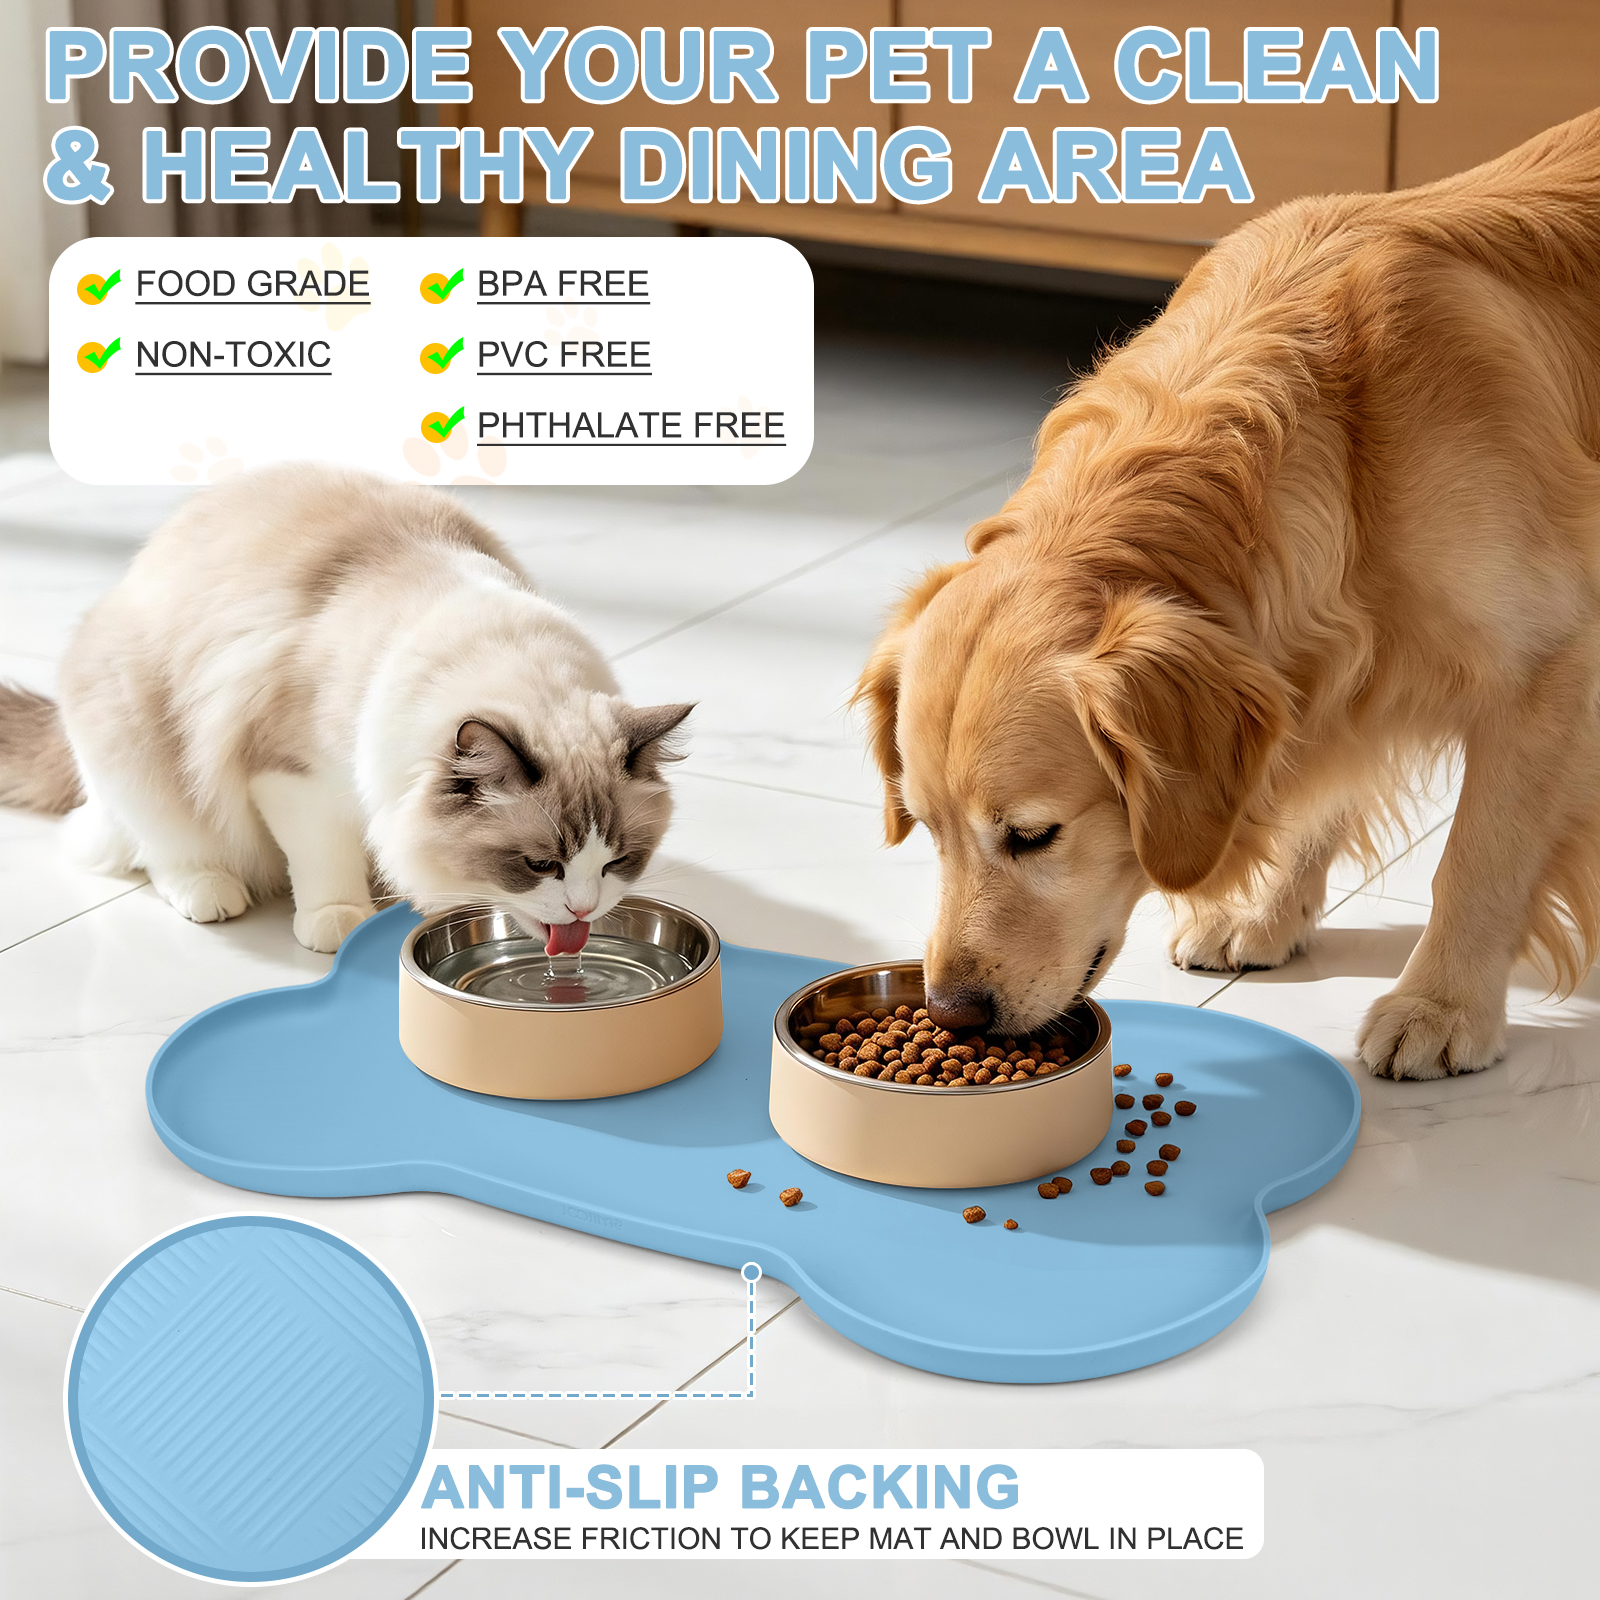 PROVIDE YOUR PET A CLEAN
& HEALTHY DINING AREA
FOOD GRADE
NON-TOXIC
BPA FREE
PVC FREE
PHTHALATE FREE
ANTI-SLIP BACKING
INCREASE FRICTION TO KEEP MAT AND BOWL IN PLACE